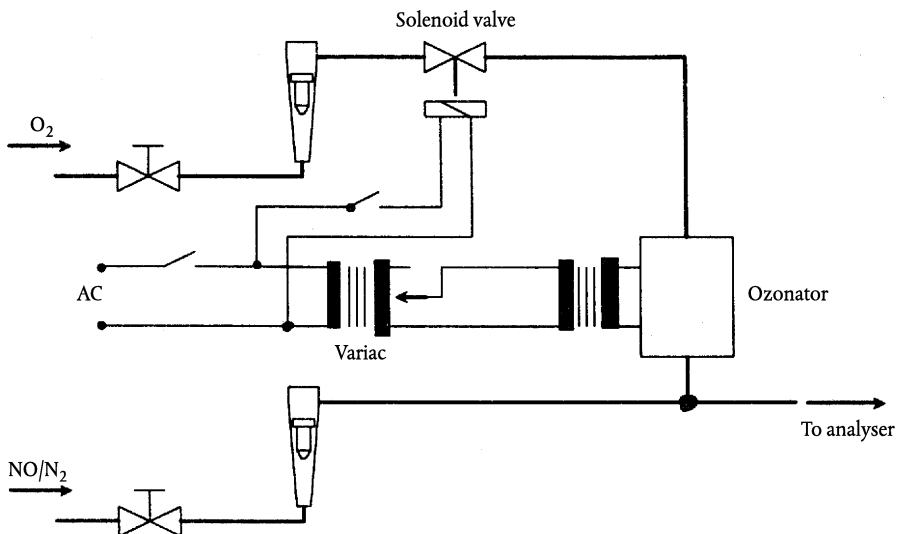 Solenoid valve
O₂
AC
Variac
Ozonator
To analyser
NO/N₂